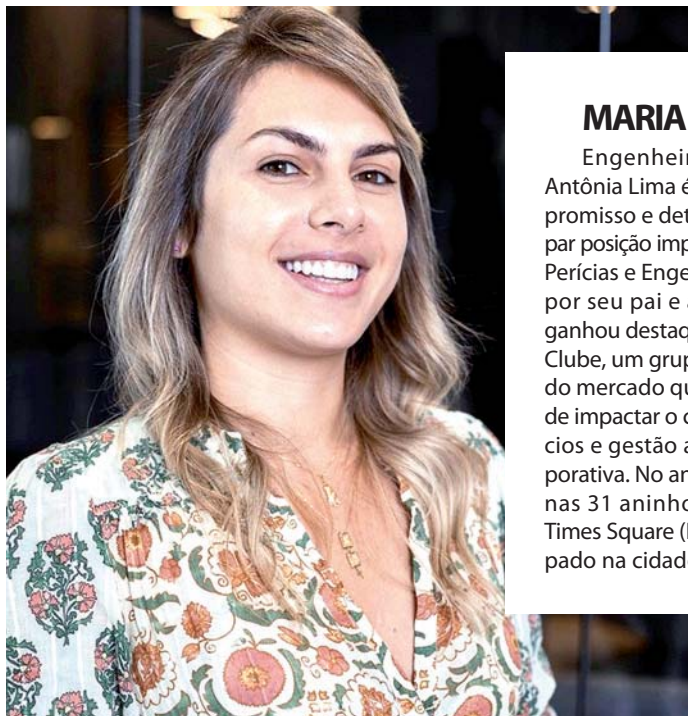 MARIA
Engenheir
Antônia Lima é
promisso e det
par posição imp
Perícias e Enge
por seu pai e
ganhou destaq
Clube, um grup
do mercado qu
de impactar o
cios e gestão a
porativa. No an
nas 31 aninho
Times Square (
pado na cidad